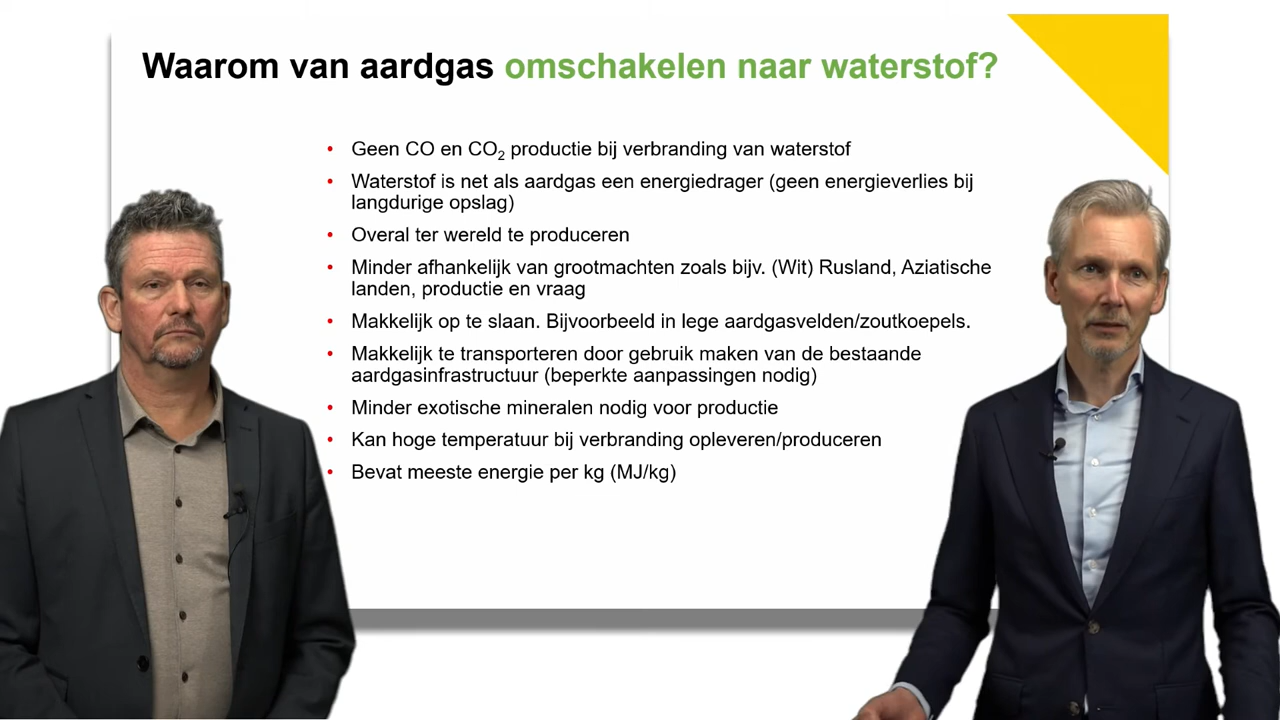 Waarom van aardgas omschakelen naar waterstof?
• Geen CO en CO₂ productie bij verbranding van waterstof
• Waterstof is net als aardgas een energiedrager (geen energieverlies bij
langdurige opslag)
• Overal ter wereld te produceren
• Minder afhankelijk van grootmachten zoals bijv. (Wit) Rusland, Aziatische
landen, productie en vraag
• Makkelijk op te slaan. Bijvoorbeeld in lege aardgasvelden/zoutkoepels.
• Makkelijk te transporteren door gebruik maken van de bestaande
aardgasinfrastructuur (beperkte aanpassingen nodig)
• Minder exotische mineralen nodig voor productie
• Kan hoge temperatuur bij verbranding opleveren/produceren
• Bevat meeste energie per kg (MJ/kg)